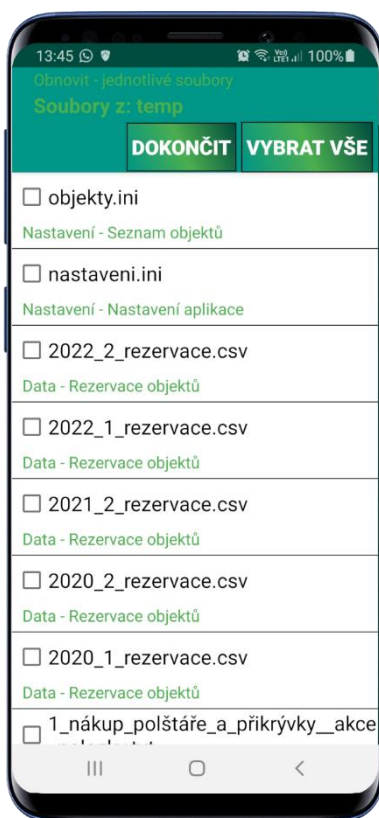 13:45 100%
Obnovit - jednotlivé soubory
Soubory z: temp
DOKONČIT VYBRAT VŠE
objekty.ini
Nastavení - Seznam objektů
nastaveni.ini
Nastavení - Nastavení aplikace
2022_2_rezervace.csv
Data - Rezervace objektů
2022_1_rezervace.csv
Data - Rezervace objektů
2021_2_rezervace.csv
Data - Rezervace objektů
2020_2_rezervace.csv
Data - Rezervace objektů
2020_1_rezervace.csv
Data - Rezervace objektů
1_nákup_polštáře_a_přikrývky__akce